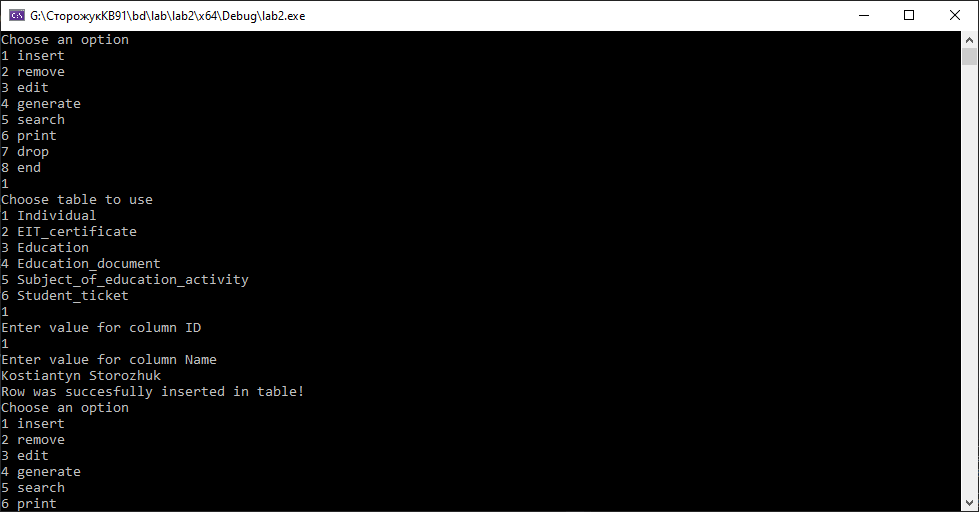 G:\СторожукКВ91\bd\lab\lab2\x64\Debug\lab2.exe
Choose an option
1 insert
2 remove
3 edit
4 generate
5 search
6 print
7 drop
8 end
1
Choose table to use
1 Individual
2 EIT_certificate
3 Education
4 Education_document
5 Subject_of_education_activity
6 Student_ticket
1
Enter value for column ID
1
Enter value for column Name
Kostiantyn Storozhuk
Row was succesfully inserted in table!
Choose an option
1 insert
2 remove
3 edit
4 generate
5 search
6 print